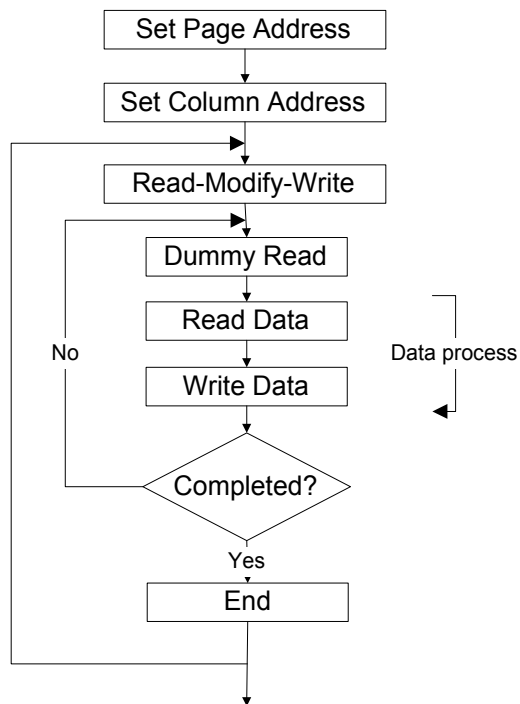 Set Page Address
Set Column Address
Read-Modify-Write
Dummy Read
Read Data
No
Data process
Write Data
Completed?
Yes
End